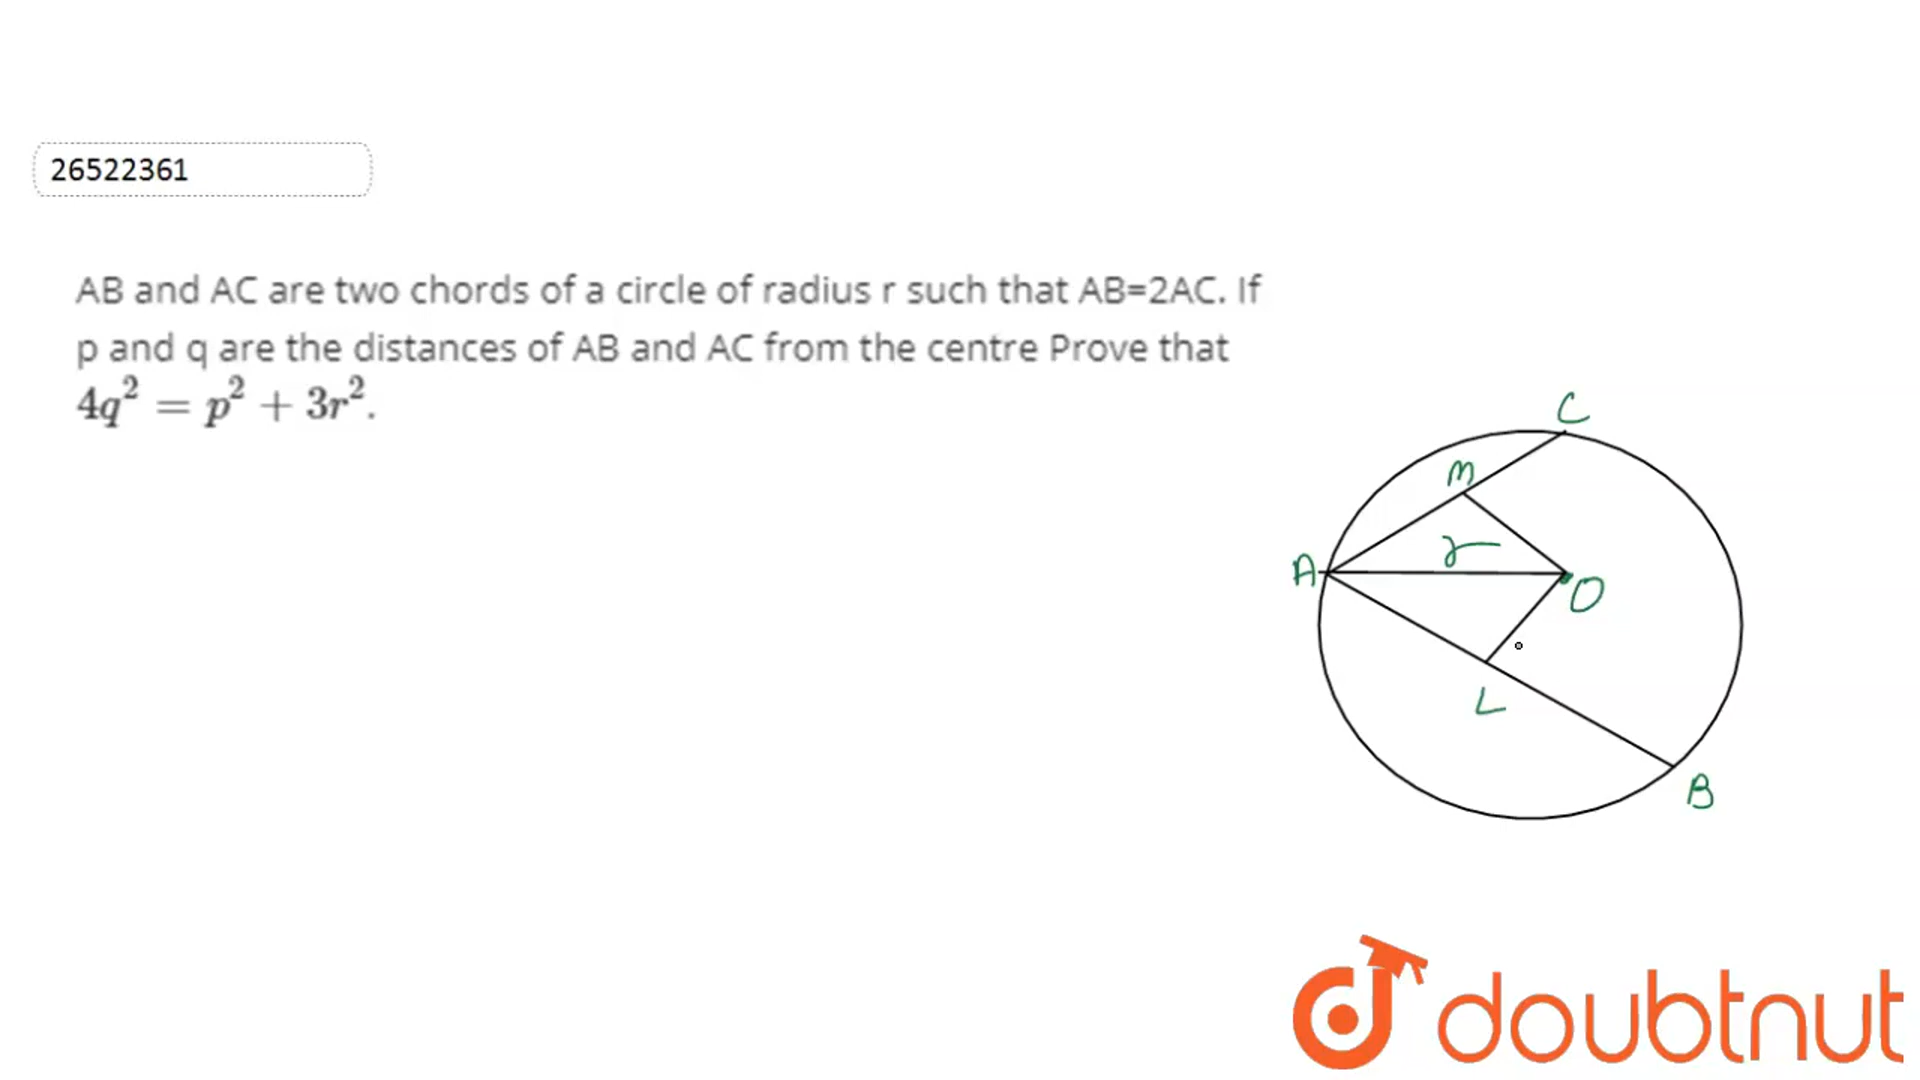 26522361
AB and AC are two chords of a circle of radius r such that AB=2AC. If
p and q are the distances of AB and AC from the centre Prove that
4q² = p² + 3r².
C
M
r
A
O
L
B
doubtnut